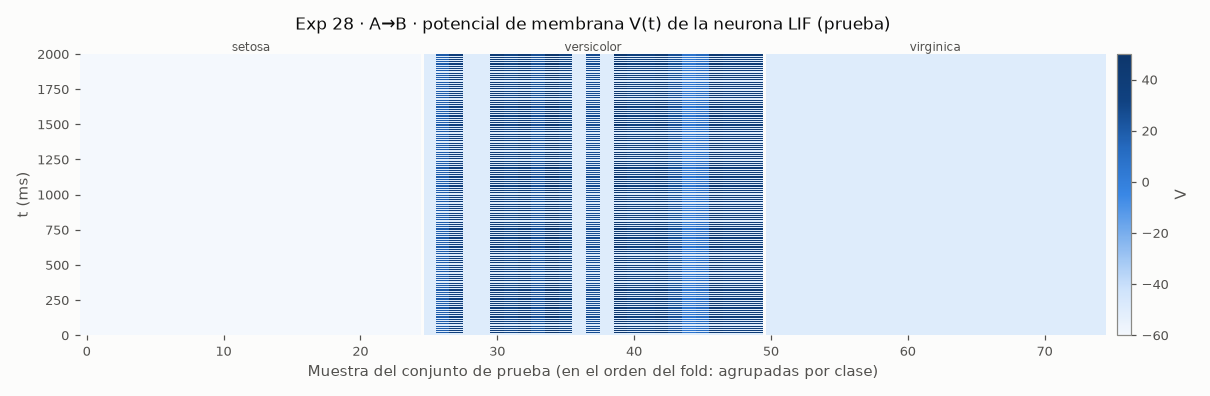 Exp 28 · A→B · potencial de membrana V(t) de la neurona LIF (prueba)
setosa versicolor virginica
2000
1750
1500
1250
1000
750
500
250
0
t (ms)
0 10 20 30 40 50 60 70
Muestra del conjunto de prueba (en el orden del fold: agrupadas por clase)
40
20
0
−20
−40
−60
V